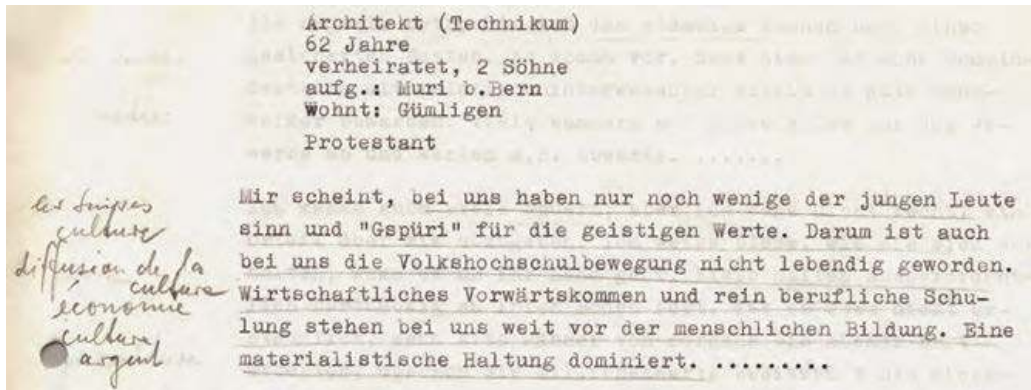 Architekt (Technikum)
62 Jahre
verheiratet, 2 Söhne
aufg.: Muri b.Bern
Wohnt: Gümligen
Protestant
les Suisses
culture
diffusion de la
culture
économie
culture
argent
Mir scheint, bei uns haben nur noch wenige der jungen Leute
sinn und "Gspüri" für die geistigen Werte. Darum ist auch
bei uns die Volkshochschulbewegung nicht lebendig geworden.
Wirtschaftliches Vorwärtskommen und rein berufliche Schu-
lung stehen bei uns weit vor der menschlichen Bildung. Eine
materialistische Haltung dominiert. .........